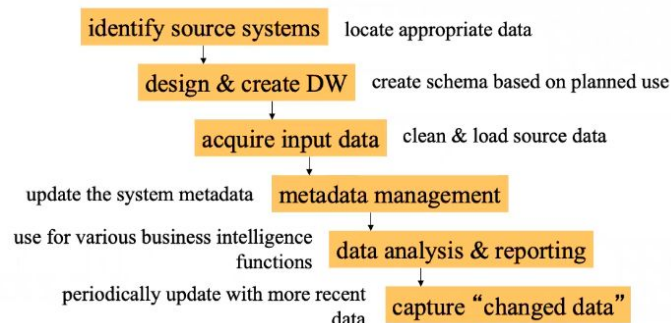 identify source systems
locate appropriate data
design & create DW
create schema based on planned use
acquire input data
clean & load source data
update the system metadata
metadata management
use for various business intelligence
functions
data analysis & reporting
periodically update with more recent
data
capture “changed data”